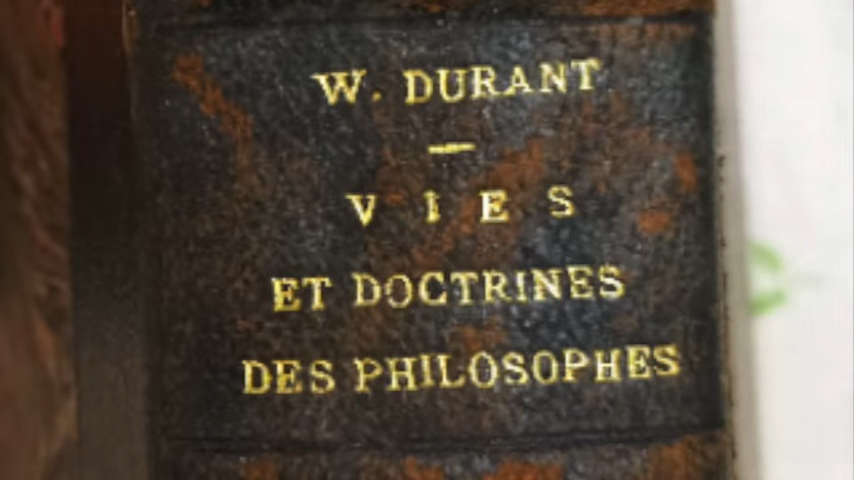 W. DURANT
—
VIES
ET DOCTRINES
DES PHILOSOPHES